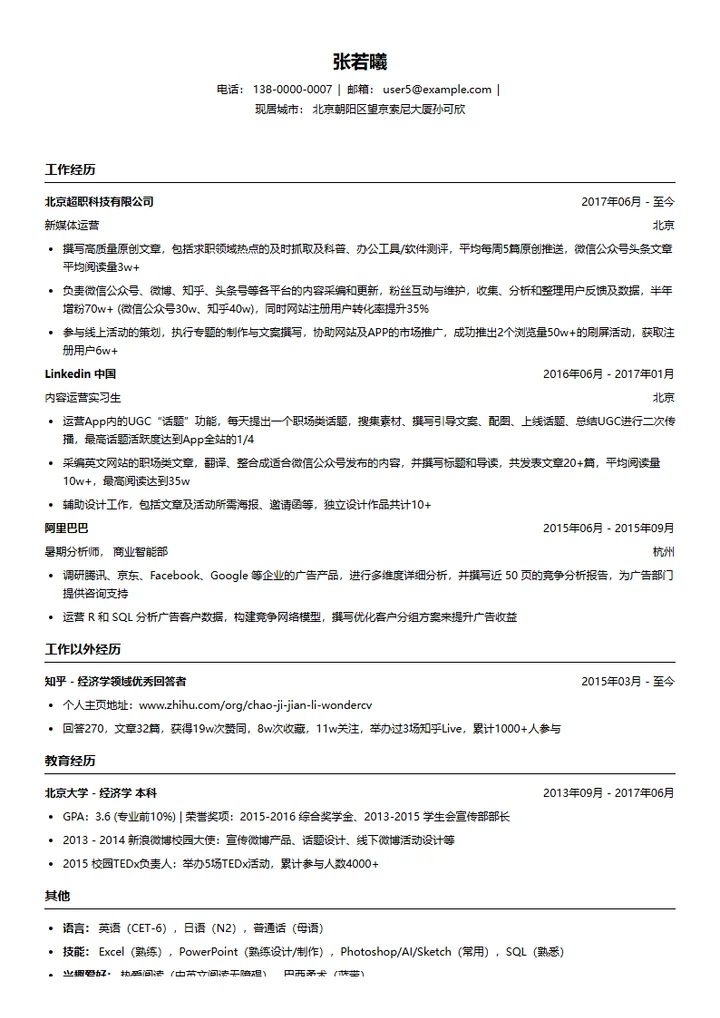 张若曦
电话： 138-0000-0007 | 邮箱： user5@example.com |
现居城市： 北京朝阳区望京索尼大厦孙可欣
工作经历
北京超职科技有限公司 2017年06月 - 至今
新媒体运营 北京
• 撰写高质量原创文章，包括求职领域热点的及时抓取及科普、办公工具/软件测评，平均每周5篇原创推送，微信公众号头条文章
平均阅读量3w+
• 负责微信公众号、微博、知乎、头条号等各平台的内容采编和更新，粉丝互动与维护，收集、分析和整理用户反馈及数据，半年
增粉70w+ (微信公众号30w、知乎40w)，同时网站注册用户转化率提升35%
• 参与线上活动的策划，执行专题的制作与文案撰写，协助网站及APP的市场推广，成功推出2个浏览量50w+的刷屏活动，获取注
册用户6w+
Linkedin 中国 2016年06月 - 2017年01月
内容运营实习生 北京
• 运营App内的UGC“话题”功能，每天提出一个职场类话题，搜集素材、撰写引导文案、配图、上线话题、总结UGC进行二次传
播，最高话题活跃度达到App全站的1/4
• 采编英文网站的职场类文章，翻译、整合成适合微信公众号发布的内容，并撰写标题和导读，共发表文章20+篇，平均阅读量
10w+，最高阅读达到35w
• 辅助设计工作，包括文章及活动所需海报、邀请函等，独立设计作品共计10+
阿里巴巴 2015年06月 - 2015年09月
暑期分析师， 商业智能部 杭州
• 调研腾讯、京东、Facebook、Google 等企业的广告产品，进行多维度详细分析，并撰写近 50 页的竞争分析报告，为广告部门
提供咨询支持
• 运营 R 和 SQL 分析广告客户数据，构建竞争网络模型，撰写优化客户分组方案来提升广告收益
工作以外经历
知乎 - 经济学领域优秀回答者 2015年03月 - 至今
• 个人主页地址：www.zhihu.com/org/chao-ji-jian-li-wondercv
• 回答270，文章32篇，获得19w次赞同，8w次收藏，11w关注，举办过3场知乎Live，累计1000+人参与
教育经历
北京大学 - 经济学 本科 2013年09月 - 2017年06月
• GPA：3.6 (专业前10%) | 荣誉奖项：2015-2016 综合奖学金、2013-2015 学生会宣传部部长
• 2013 - 2014 新浪微博校园大使：宣传微博产品、话题设计、线下微博活动设计等
• 2015 校园TEDx负责人：举办5场TEDx活动，累计参与人数4000+
其他
• 语言： 英语（CET-6），日语（N2），普通话（母语）
• 技能： Excel（熟练），PowerPoint（熟练设计/制作），Photoshop/AI/Sketch（常用），SQL（熟悉）
• 兴趣爱好： 热爱阅读（中英文阅读无障碍），巴西柔术（蓝带）